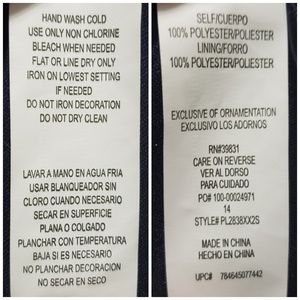 HAND WASH COLD
USE ONLY NON CHLORINE
BLEACH WHEN NEEDED
FLAT OR LINE DRY ONLY
IRON ON LOWEST SETTING
IF NEEDED
DO NOT IRON DECORATION
DO NOT DRY CLEAN
LAVAR A MANO EN AGUA FRIA
USAR BLANQUEADOR SIN
CLORO CUANDO NECESARIO
SECAR EN SUPERFICIE
PLANA O COLGADO
PLANCHAR CON TEMPERATURA
BAJA SI ES NECESARIO
NO PLANCHAR DECORACION
NO SECAR EN SECO
SELF/CUERPO
100% POLYESTER/POLIESTER
LINING/FORRO
100% POLYESTER/POLIESTER
EXCLUSIVE OF ORNAMENTATION
EXCLUSIVO LOS ADORNOS
RN#39831
CARE ON REVERSE
VER AL DORSO
PARA CUIDADO
PO# 100-00024971
14
STYLE# PL2838XX2S
MADE IN CHINA
HECHO EN CHINA
UPC# 784645077442